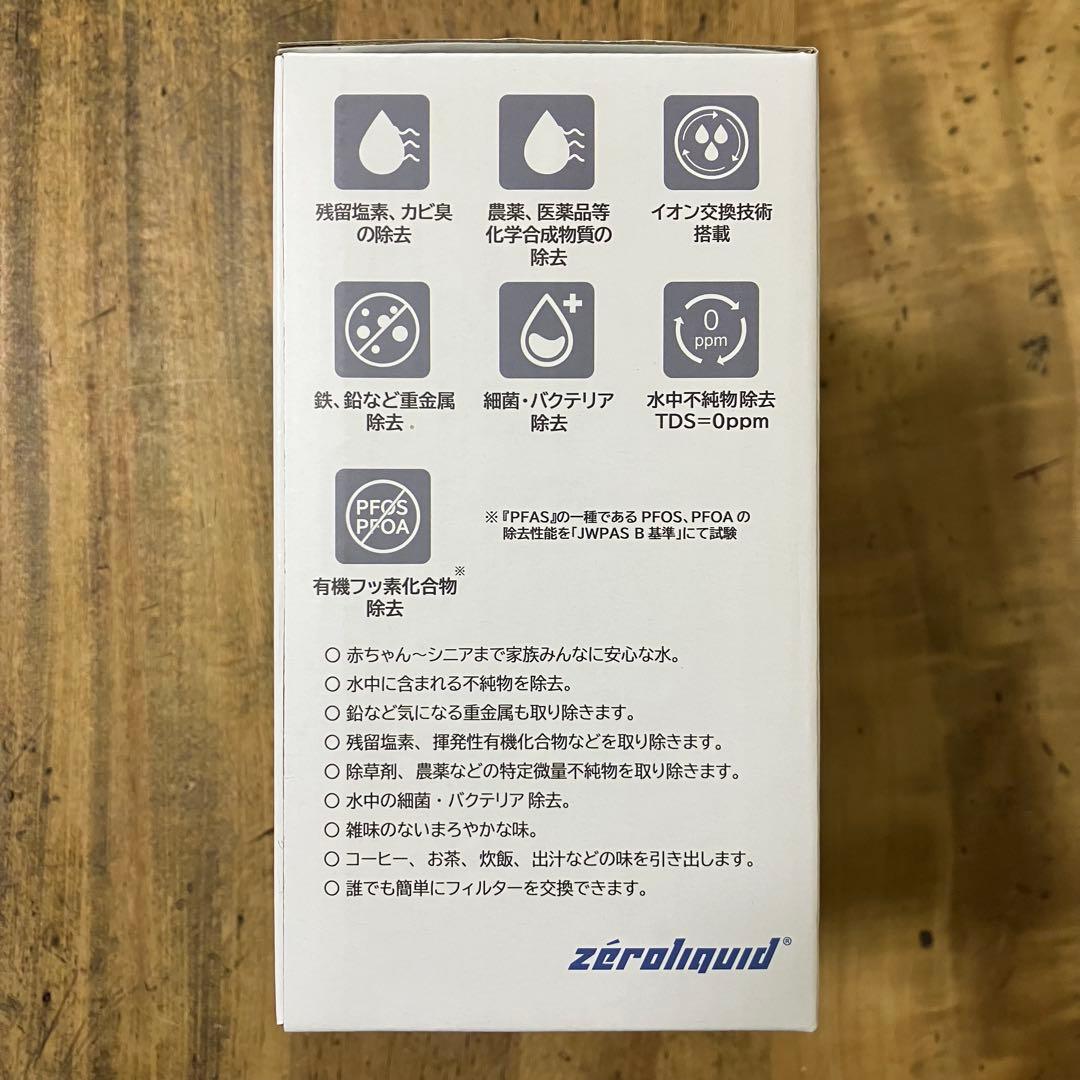 残留塩素、カビ臭
の除去
農薬、医薬品等
化学合成物質の
除去
イオン交換技術
搭載
鉄、鉛など重金属
除去
細菌・バクテリア
除去
0
ppm
水中不純物除去
TDS=0ppm
PFOS
PFOA
有機フッ素化合物※
除去
※『PFAS』の一種である PFOS、PFOA の
除去性能を「JWPAS B 基準」にて試験
○ 赤ちゃん～シニアまで家族みんなに安心な水。
○ 水中に含まれる不純物を除去。
○ 鉛など気になる重金属も取り除きます。
○ 残留塩素、揮発性有機化合物などを取り除きます。
○ 除草剤、農薬などの特定微量不純物を取り除きます。
○ 水中の細菌・バクテリア 除去。
○ 雑味のないまろやかな味。
○ コーヒー、お茶、炊飯、出汁などの味を引き出します。
○ 誰でも簡単にフィルターを交換できます。
zéroliquid®